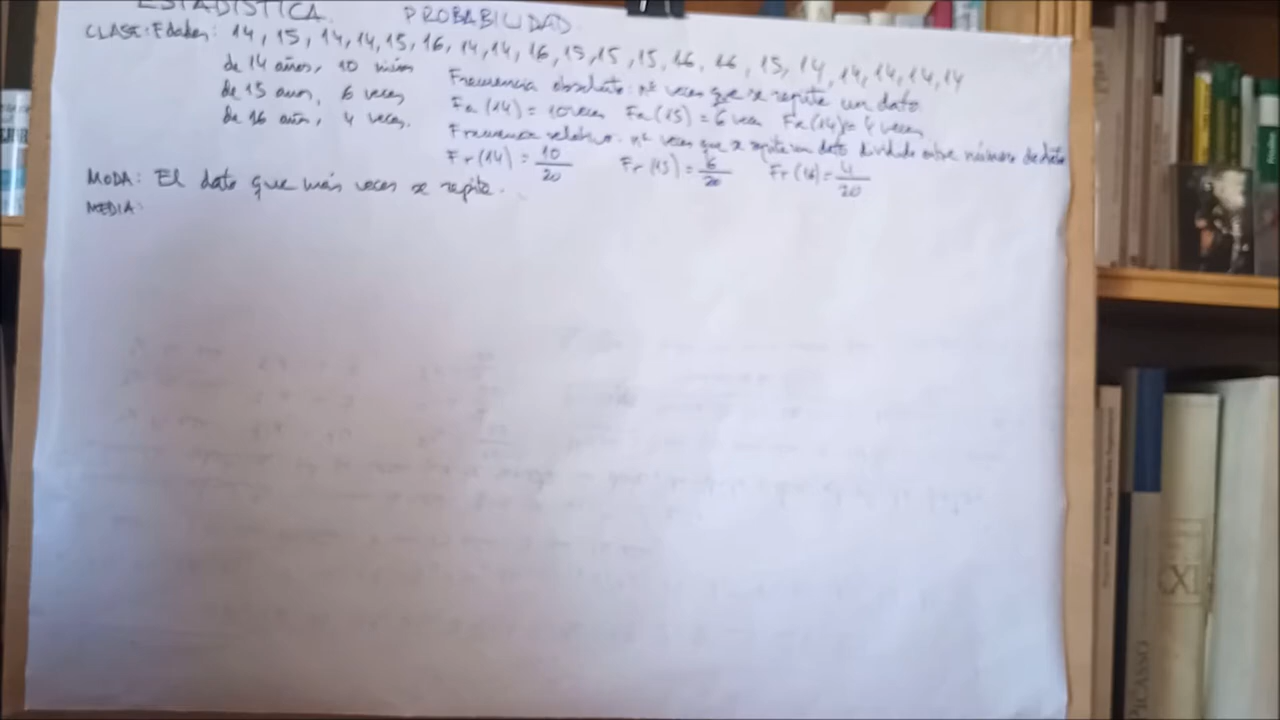 ESTADÍSTICA. PROBABILIDAD.
CLASE: Edades: 14, 15, 14, 14, 15, 16, 14, 14, 16, 15, 15, 15, 16, 16, 15, 14, 14, 14, 14, 14
de 14 años, 10
de 15 años, 6 veces
de 16 años, 4 veces.
Frecuencia absoluta: nº veces que se repite un dato
Fa (14) = 10 veces Fa (15) = 6 veces Fa (14) = 4 veces
Frecuencia relativa: nº veces que se repite un dato dividido entre número de datos
Fr (14) = 10/20 Fr (15) = 6/20 Fr (16) = 4/20
MODA: El dato que más veces se repite.
MEDIA:
PICASSO
XXI